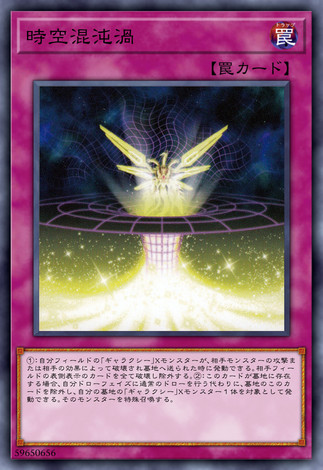 時空混沌渦
トラップ
罠
【罠カード】
①:自分フィールドの「ギャラクシー」Xモンスターが、相手モンスターの攻撃ま
たは相手の効果によって破壊され墓地へ送られた時に発動できる。相手フィー
ルドの表側表示のカードを全て破壊し除外する。②:このカードが墓地に存在
する場合、自分ドローフェイズに通常のドローを行う代わりに、墓地のこのカー
ドを除外し、自分の墓地の「ギャラクシー」Xモンスター1体を対象として発
動できる。そのモンスターを特殊召喚する。
59650656